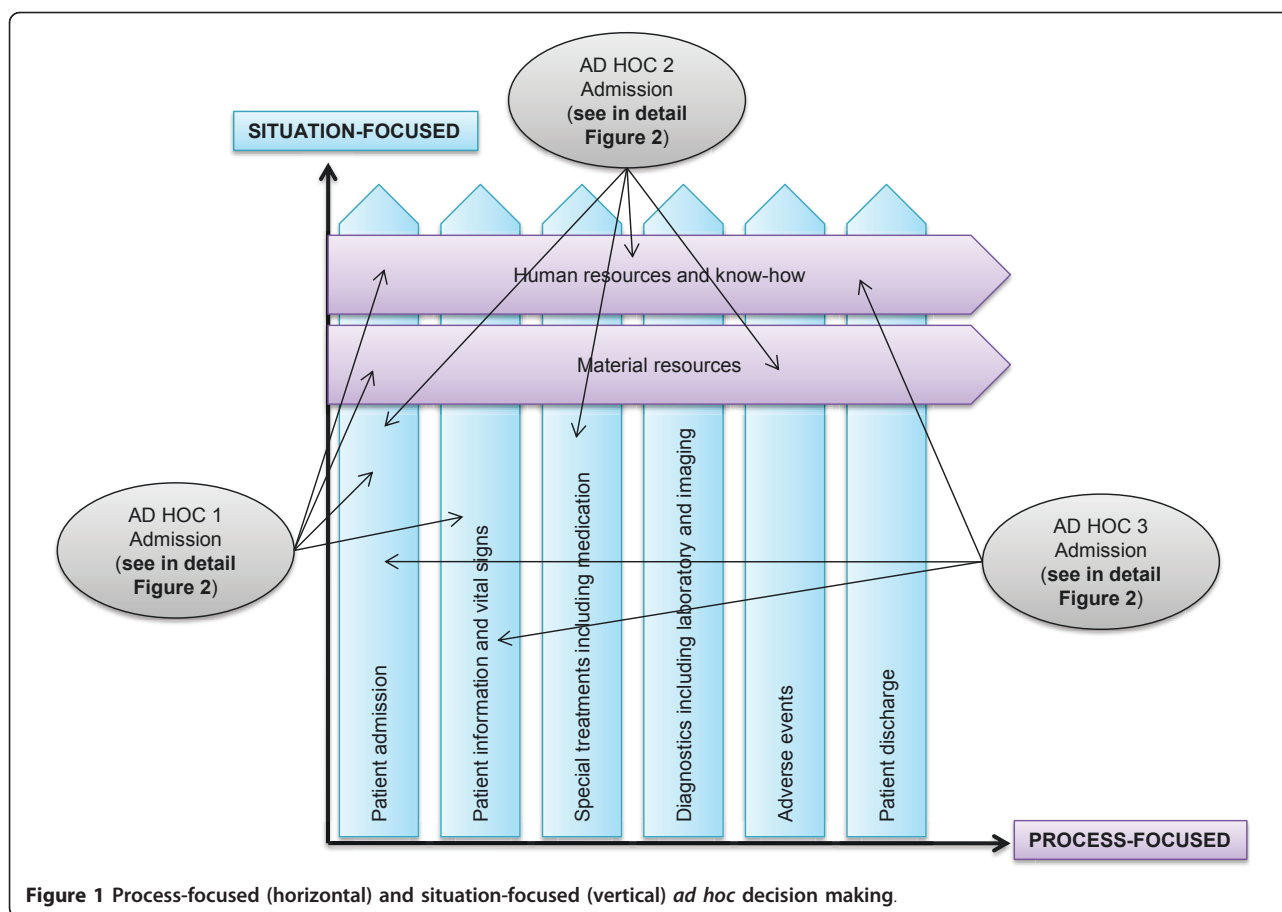 AD HOC 2
Admission
(see in detail
Figure 2)
SITUATION-FOCUSED
Human resources and know-how
Material resources
AD HOC 1
Admission
(see in detail
Figure 2)
AD HOC 3
Admission
(see in detail
Figure 2)
Patient admission
Patient information and vital signs
Special treatments including medication
Diagnostics including laboratory and imaging
Adverse events
Patient discharge
PROCESS-FOCUSED
Figure 1 Process-focused (horizontal) and situation-focused (vertical) ad hoc decision making.